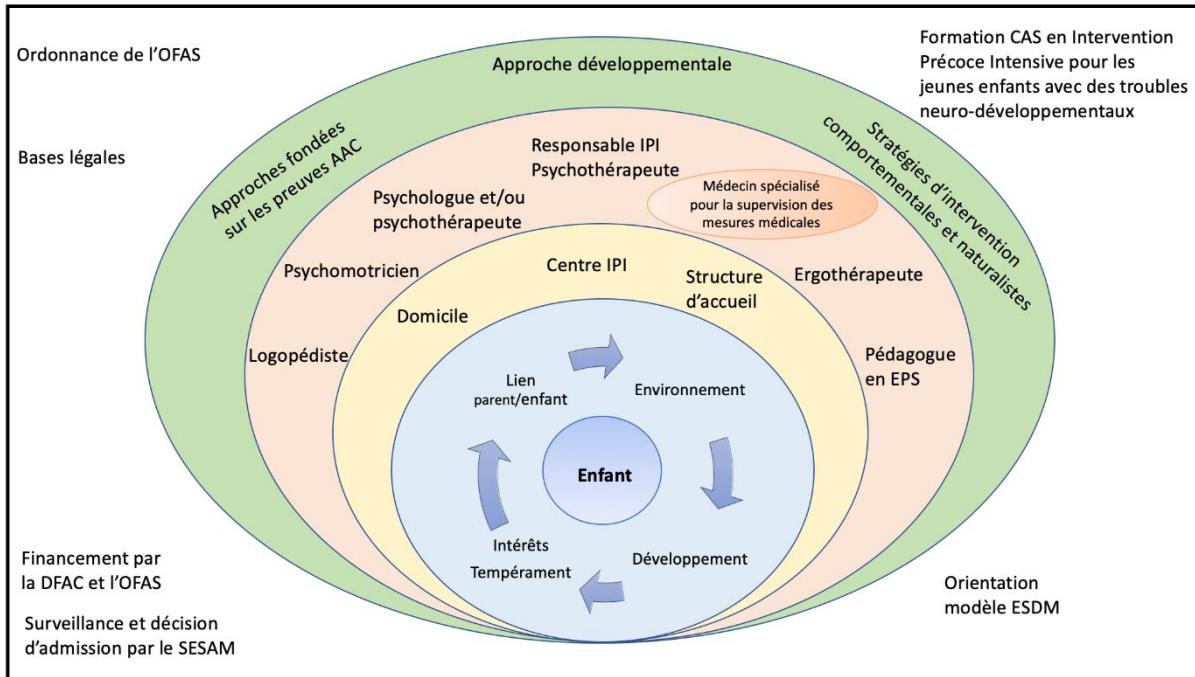 Ordonnance de l'OFAS
Bases légales
Formation CAS en Intervention
Précoce Intensive pour les
jeunes enfants avec des troubles
neuro-développementaux
Approche développementale
Approches fondées
sur les preuves AAC
Stratégies d'intervention
comportementales et naturalistes
Responsable IPI
Psychothérapeute
Médecin spécialisé
pour la supervision des
mesures médicales
Psychologue et/ou
psychothérapeute
Psychomotricien
Ergothérapeute
Logopédiste
Pédagogue
en EPS
Centre IPI
Structure
d'accueil
Domicile
Lien
parent/enfant
Environnement
Enfant
Intérêts
Tempérament
Développement
Financement par
la DFAC et l'OFAS
Surveillance et décision
d'admission par le SESAM
Orientation
modèle ESDM